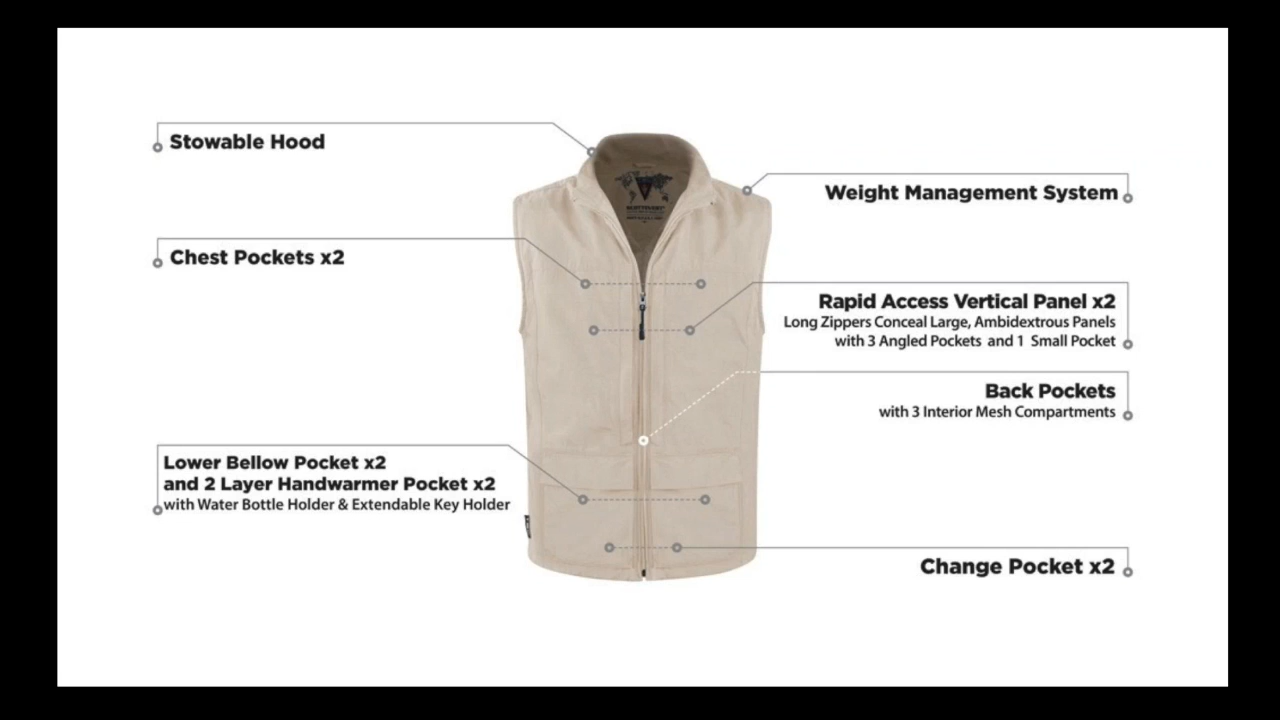 Stowable Hood
Weight Management System
Chest Pockets x2
Rapid Access Vertical Panel x2
Long Zippers Conceal Large, Ambidextrous Panels
with 3 Angled Pockets and 1 Small Pocket
Back Pockets
with 3 Interior Mesh Compartments
Lower Bellow Pocket x2
and 2 Layer Handwarmer Pocket x2
with Water Bottle Holder & Extendable Key Holder
Change Pocket x2
SCOTTEVEST